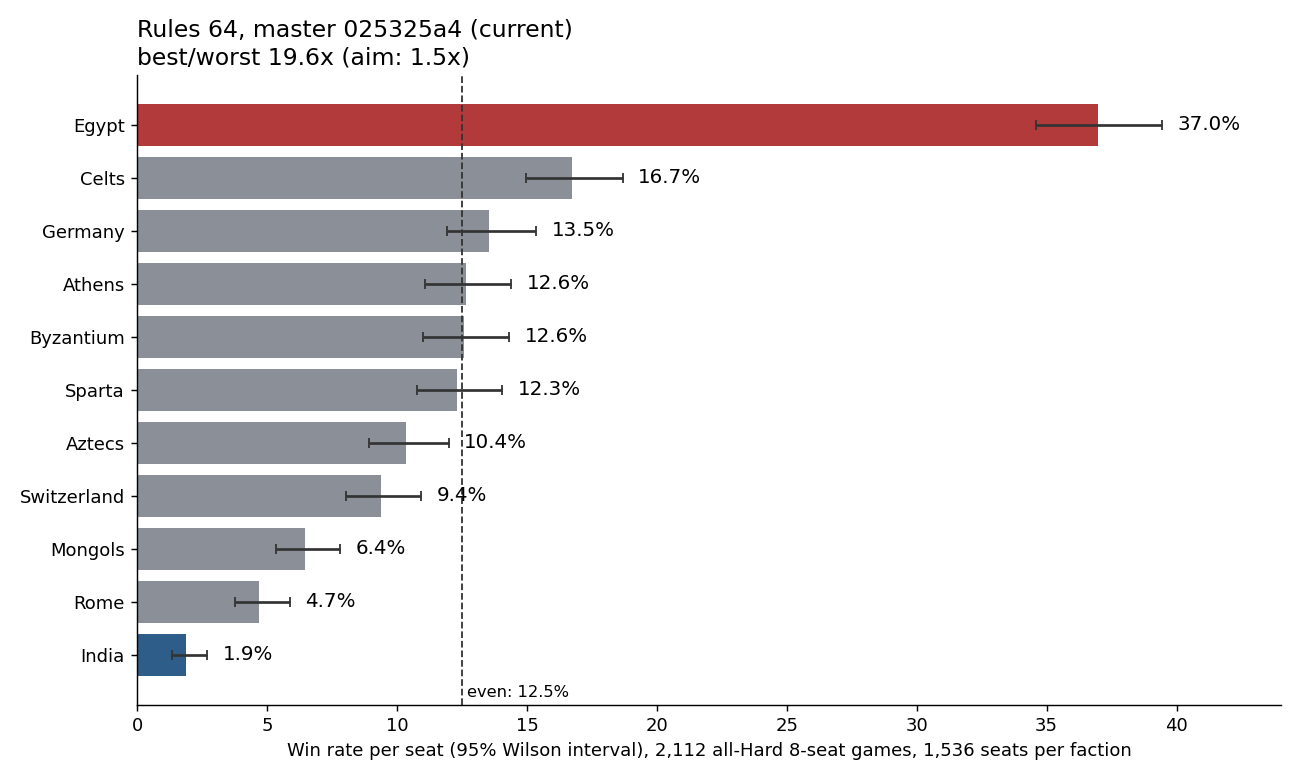 Rules 64, master 025325a4 (current)
best/worst 19.6x (aim: 1.5x)
Egypt 37.0%
Celts 16.7%
Germany 13.5%
Athens 12.6%
Byzantium 12.6%
Sparta 12.3%
Aztecs 10.4%
Switzerland 9.4%
Mongols 6.4%
Rome 4.7%
India 1.9%
even: 12.5%
0 5 10 15 20 25 30 35 40
Win rate per seat (95% Wilson interval), 2,112 all-Hard 8-seat games, 1,536 seats per faction